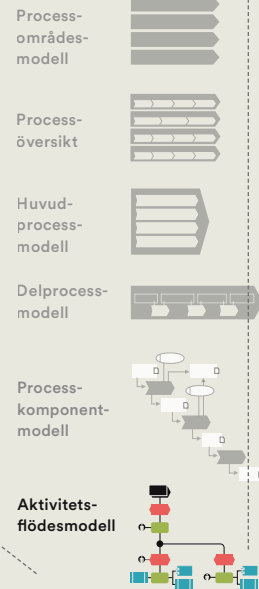 Process-
områdes-
modell
Process-
översikt
Huvud-
process-
modell
Delprocess-
modell
Process-
komponent-
modell
Aktivitets-
flödesmodell